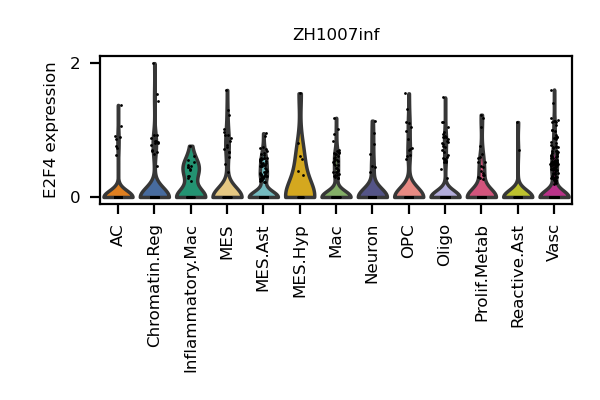 ZH1007inf
E2F4 expression
2
0
AC
Chromatin.Reg
Inflammatory.Mac
MES
MES.Ast
MES.Hyp
Mac
Neuron
OPC
Oligo
Prolif.Metab
Reactive.Ast
Vasc